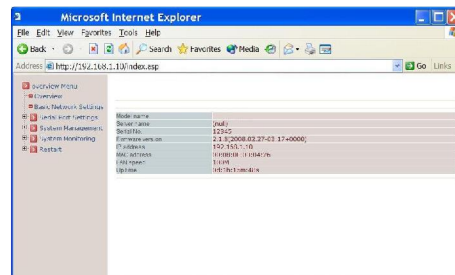 Microsoft Internet Explorer
File Edit View Favorites Tools Help
Back Search Favorites Media
Address http://192.168.1.10/index.asp Go Links
Overview Menu
Overview
Basic Network Settings
Serial Port Settings
System Management
System Monitoring
Restart
Model name
Server name (null)
Serial No. 12345
Firmware version
IP address 192.168.1.10
MAC address
LAN speed 100M
Uptime